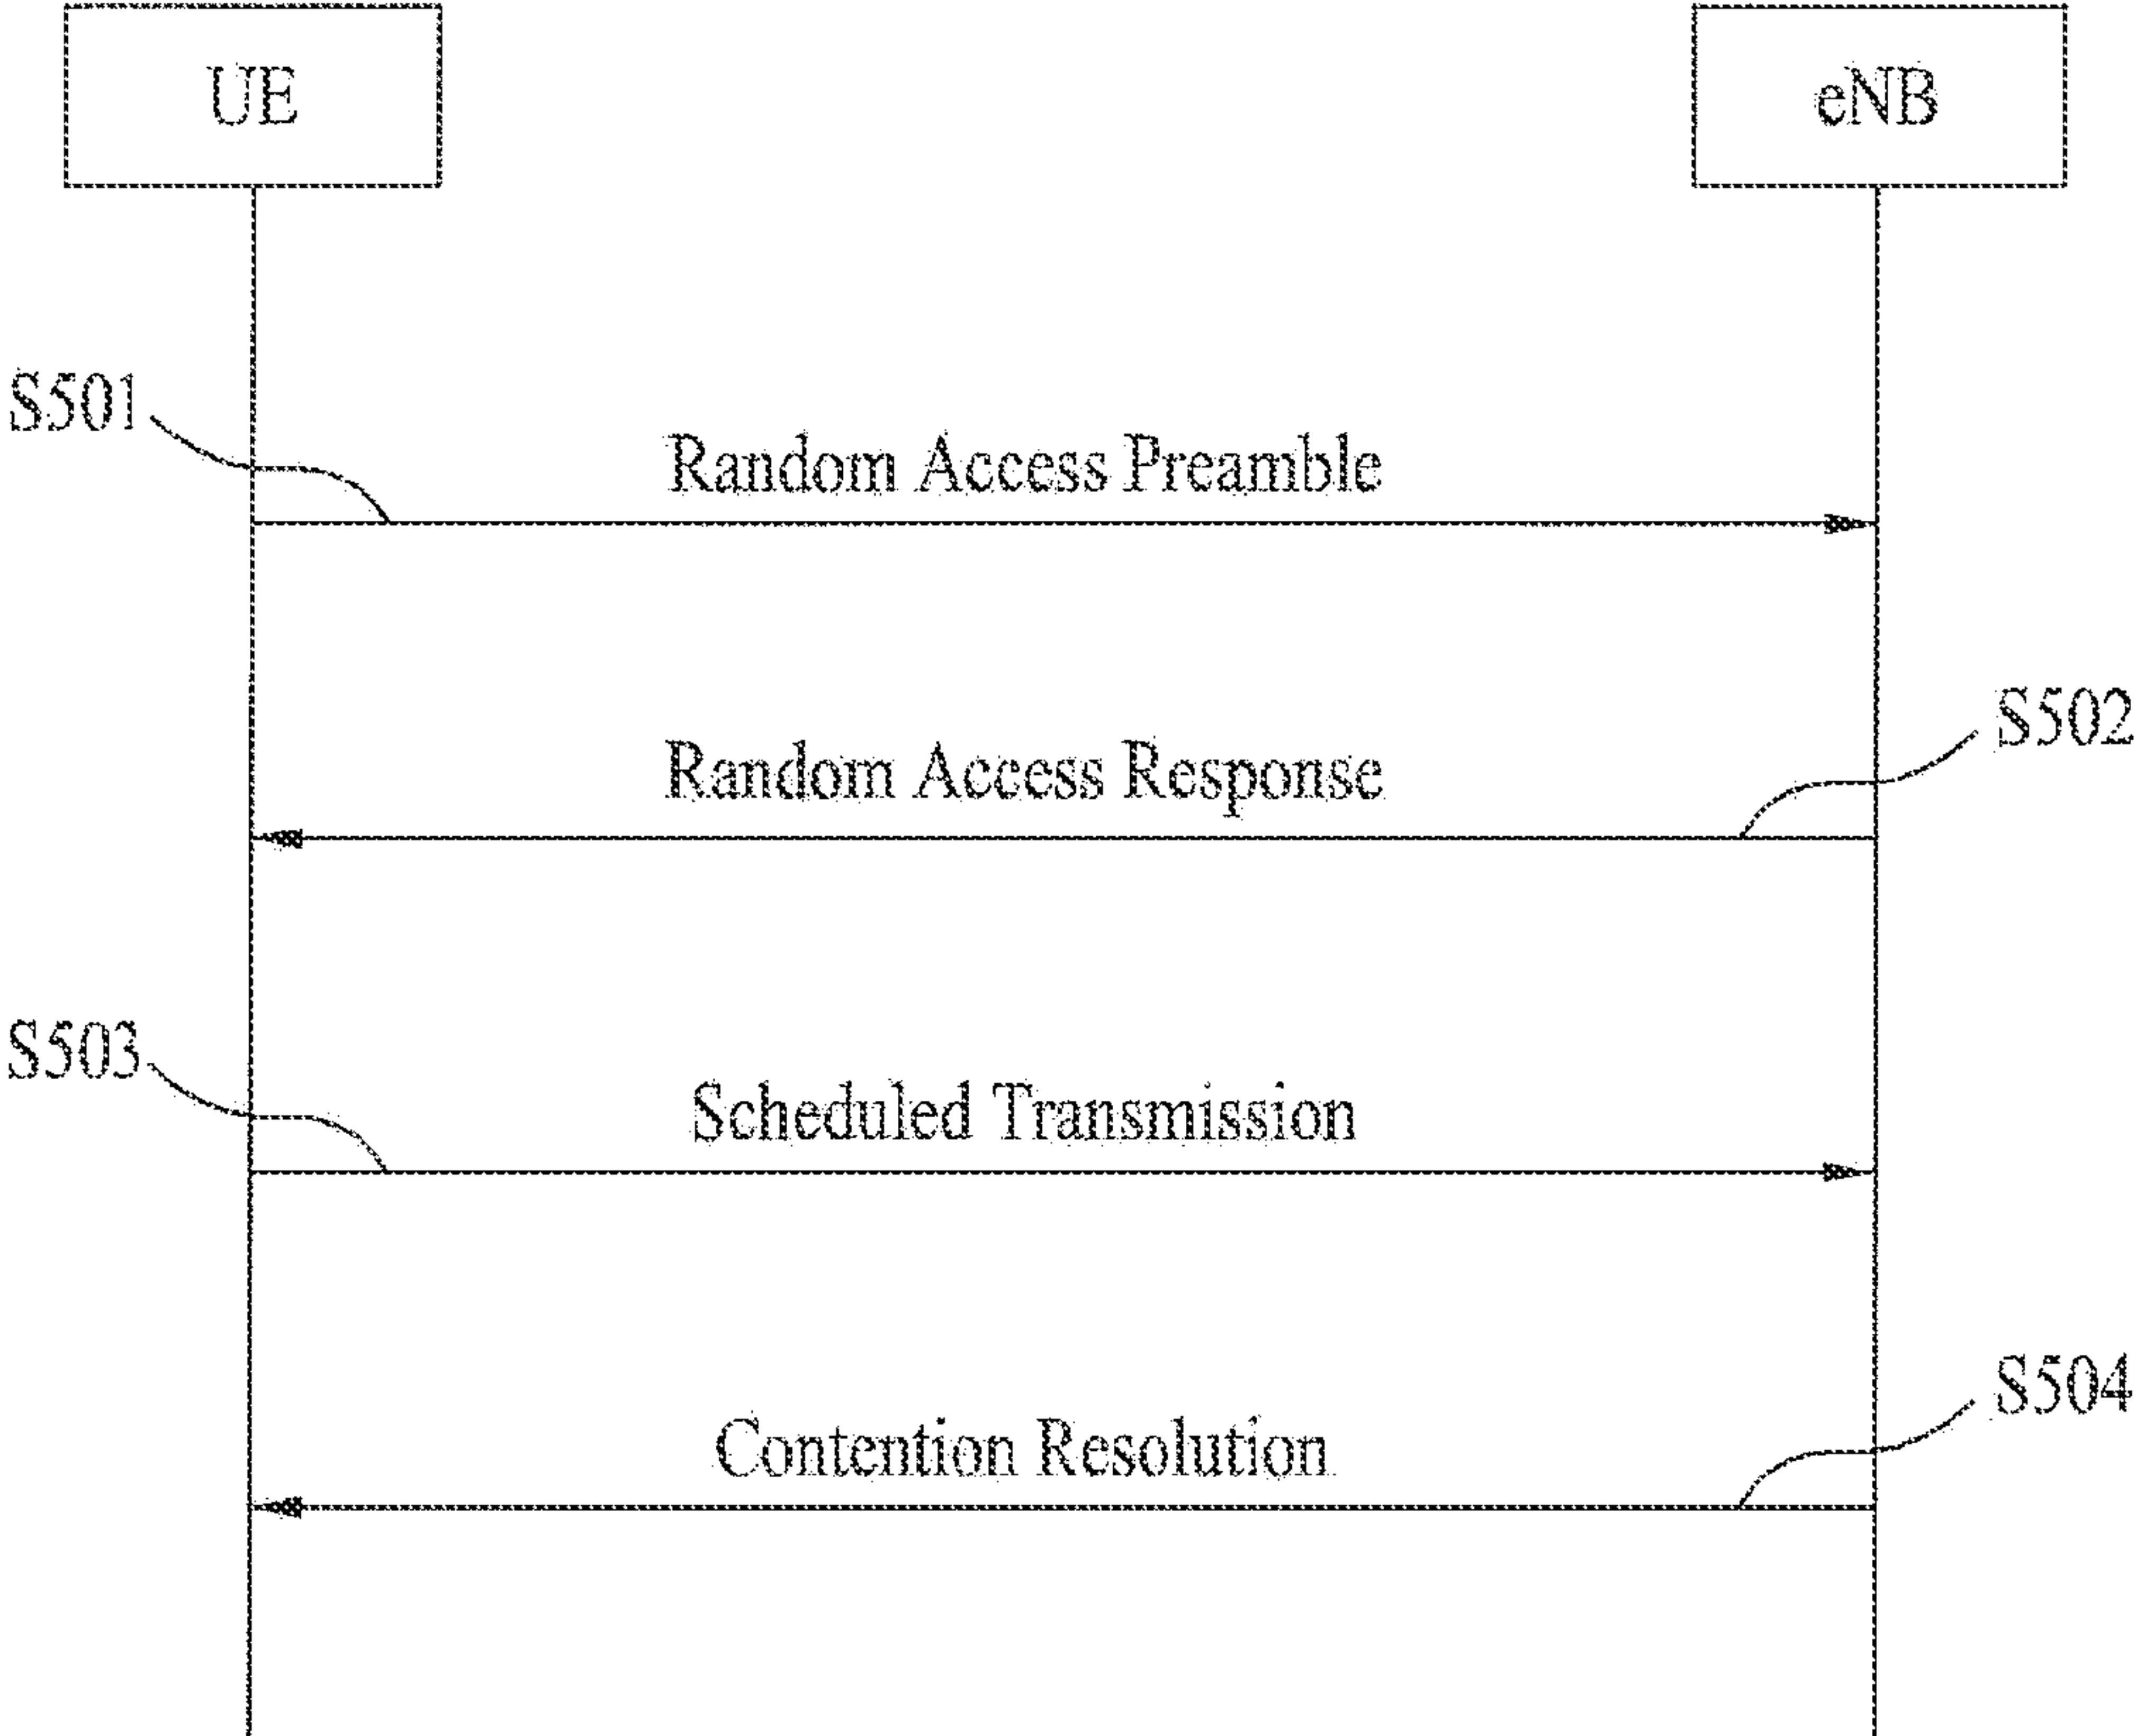 UE
eNB
S501
Random Access Preamble
S502
Random Access Response
S503
Scheduled Transmission
S504
Contention Resolution